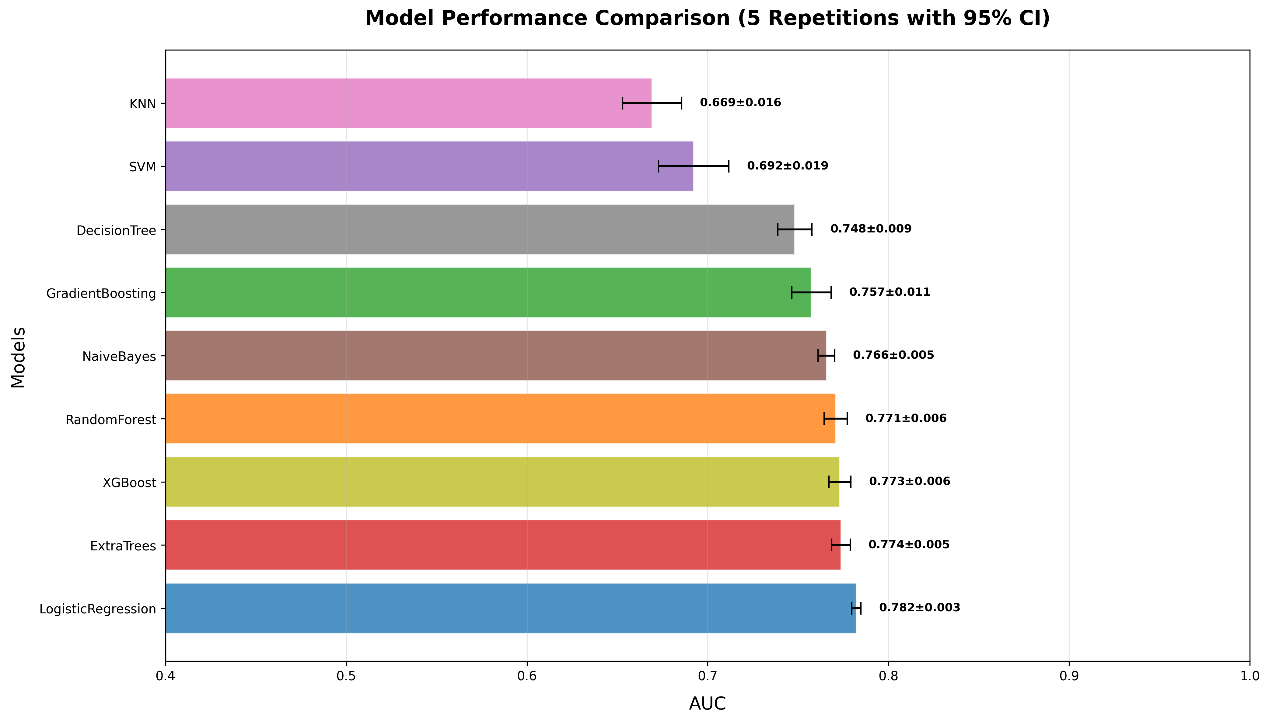 Model Performance Comparison (5 Repetitions with 95% CI)
KNN
0.669±0.016
SVM
0.692±0.019
DecisionTree
0.748±0.009
GradientBoosting
0.757±0.011
NaiveBayes
0.766±0.005
RandomForest
0.771±0.006
XGBoost
0.773±0.006
ExtraTrees
0.774±0.005
LogisticRegression
0.782±0.003
Models
0.4 0.5 0.6 0.7 0.8 0.9 1.0
AUC